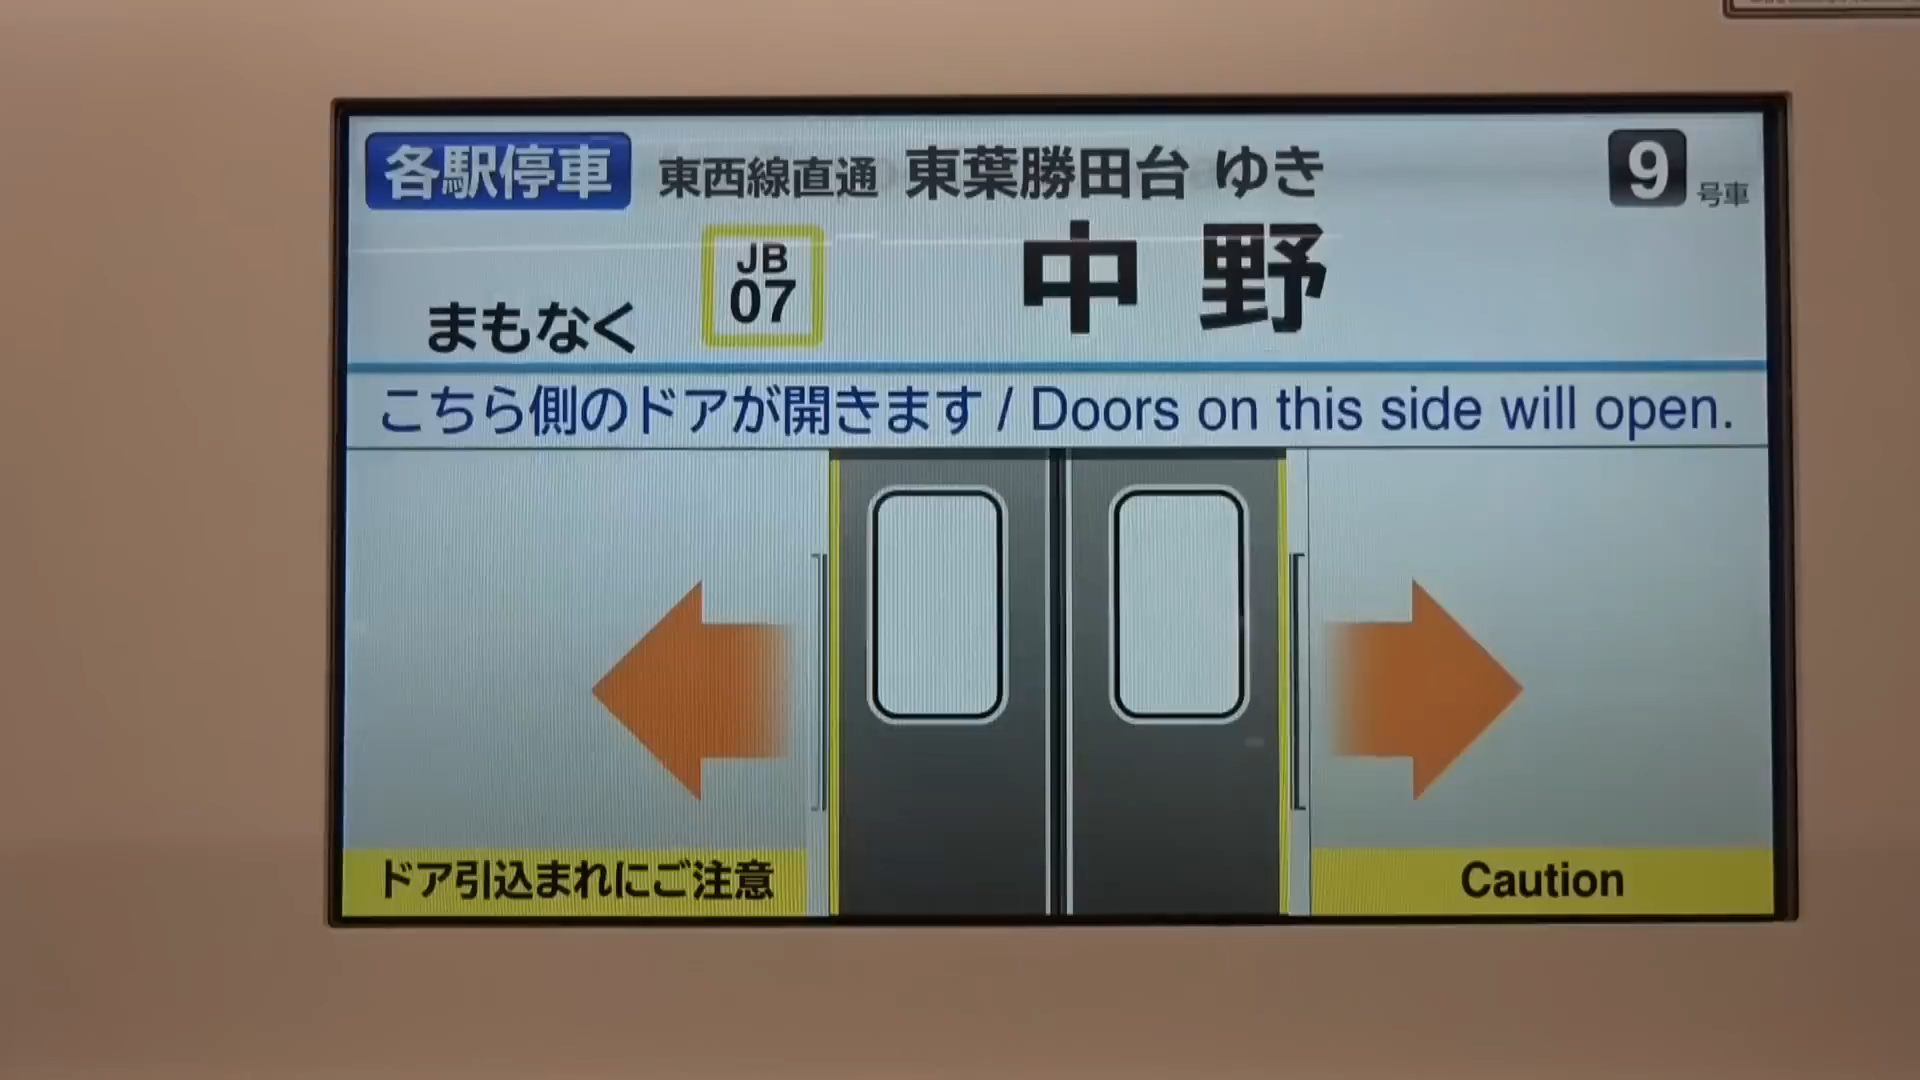 各駅停車 東西線直通 東葉勝田台 ゆき 9 号車
まもなく JB 07 中野
こちら側のドアが開きます / Doors on this side will open.
ドア引込まれにご注意 Caution